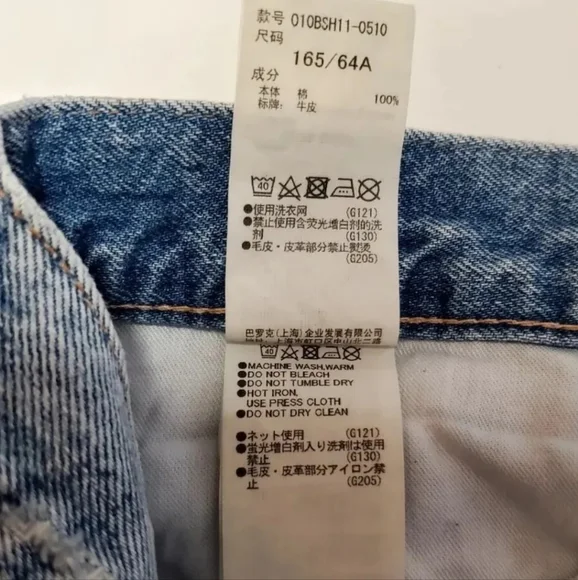 款号 010BSH11-0510
尺码
165/64A
成分
本体 棉 100%
标牌: 牛皮
40
●使用洗衣网 (G121)
●禁止使用含荧光增白剂的洗
剂 (G130)
●毛皮・皮革部分禁止熨烫
(G205)
巴罗克(上海)企业发展有限公司
40
●MACHINE WASH,WARM
●DO NOT BLEACH
●DO NOT TUMBLE DRY
●HOT IRON,
USE PRESS CLOTH
●DO NOT DRY CLEAN
●ネット使用 (G121)
●蛍光増白剤入り洗剤は使用
禁止 (G130)
●毛皮・皮革部分アイロン禁
止 (G205)